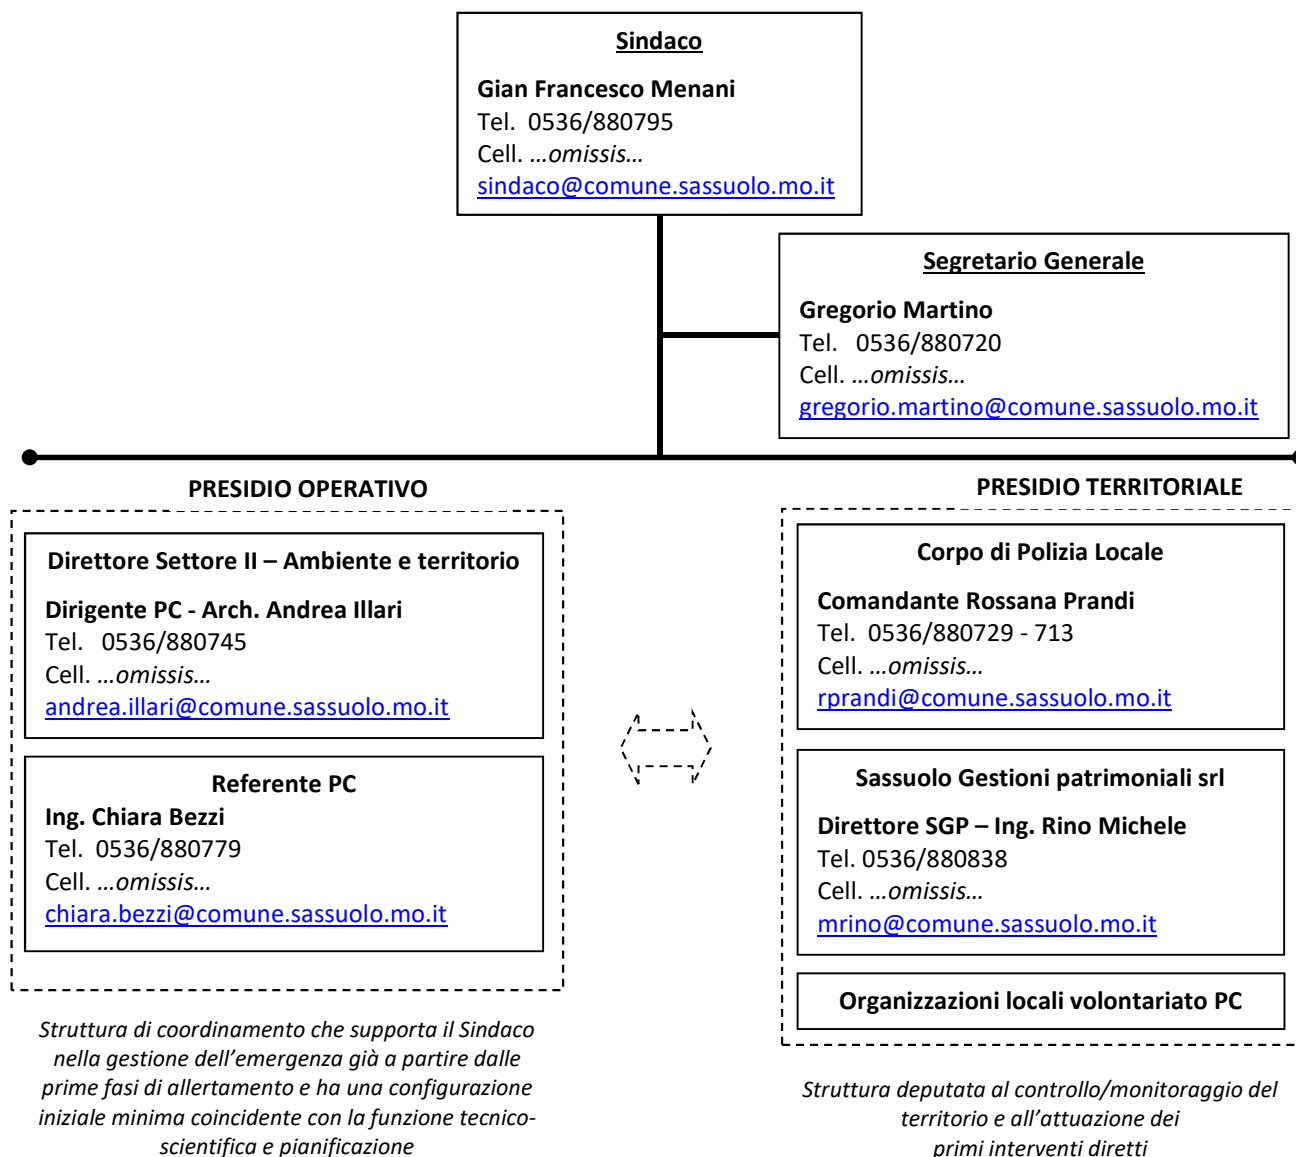 Sindaco
Gian Francesco Menani
Tel. 0536/880795
Cell. …omissis…
sindaco@comune.sassuolo.mo.it
Segretario Generale
Gregorio Martino
Tel. 0536/880720
Cell. …omissis…
gregorio.martino@comune.sassuolo.mo.it
PRESIDIO OPERATIVO
Direttore Settore II – Ambiente e territorio
Dirigente PC - Arch. Andrea Illari
Tel. 0536/880745
Cell. …omissis…
andrea.illari@comune.sassuolo.mo.it
Referente PC
Ing. Chiara Bezzi
Tel. 0536/880779
Cell. …omissis…
chiara.bezzi@comune.sassuolo.mo.it
Struttura di coordinamento che supporta il Sindaco
nella gestione dell’emergenza già a partire dalle
prime fasi di allertamento e ha una configurazione
iniziale minima coincidente con la funzione tecnico-
scientifica e pianificazione
PRESIDIO TERRITORIALE
Corpo di Polizia Locale
Comandante Rossana Prandi
Tel. 0536/880729 - 713
Cell. …omissis…
rprandi@comune.sassuolo.mo.it
Sassuolo Gestioni patrimoniali srl
Direttore SGP – Ing. Rino Michele
Tel. 0536/880838
Cell. …omissis…
mrino@comune.sassuolo.mo.it
Organizzazioni locali volontariato PC
Struttura deputata al controllo/monitoraggio del
territorio e all’attuazione dei
primi interventi diretti